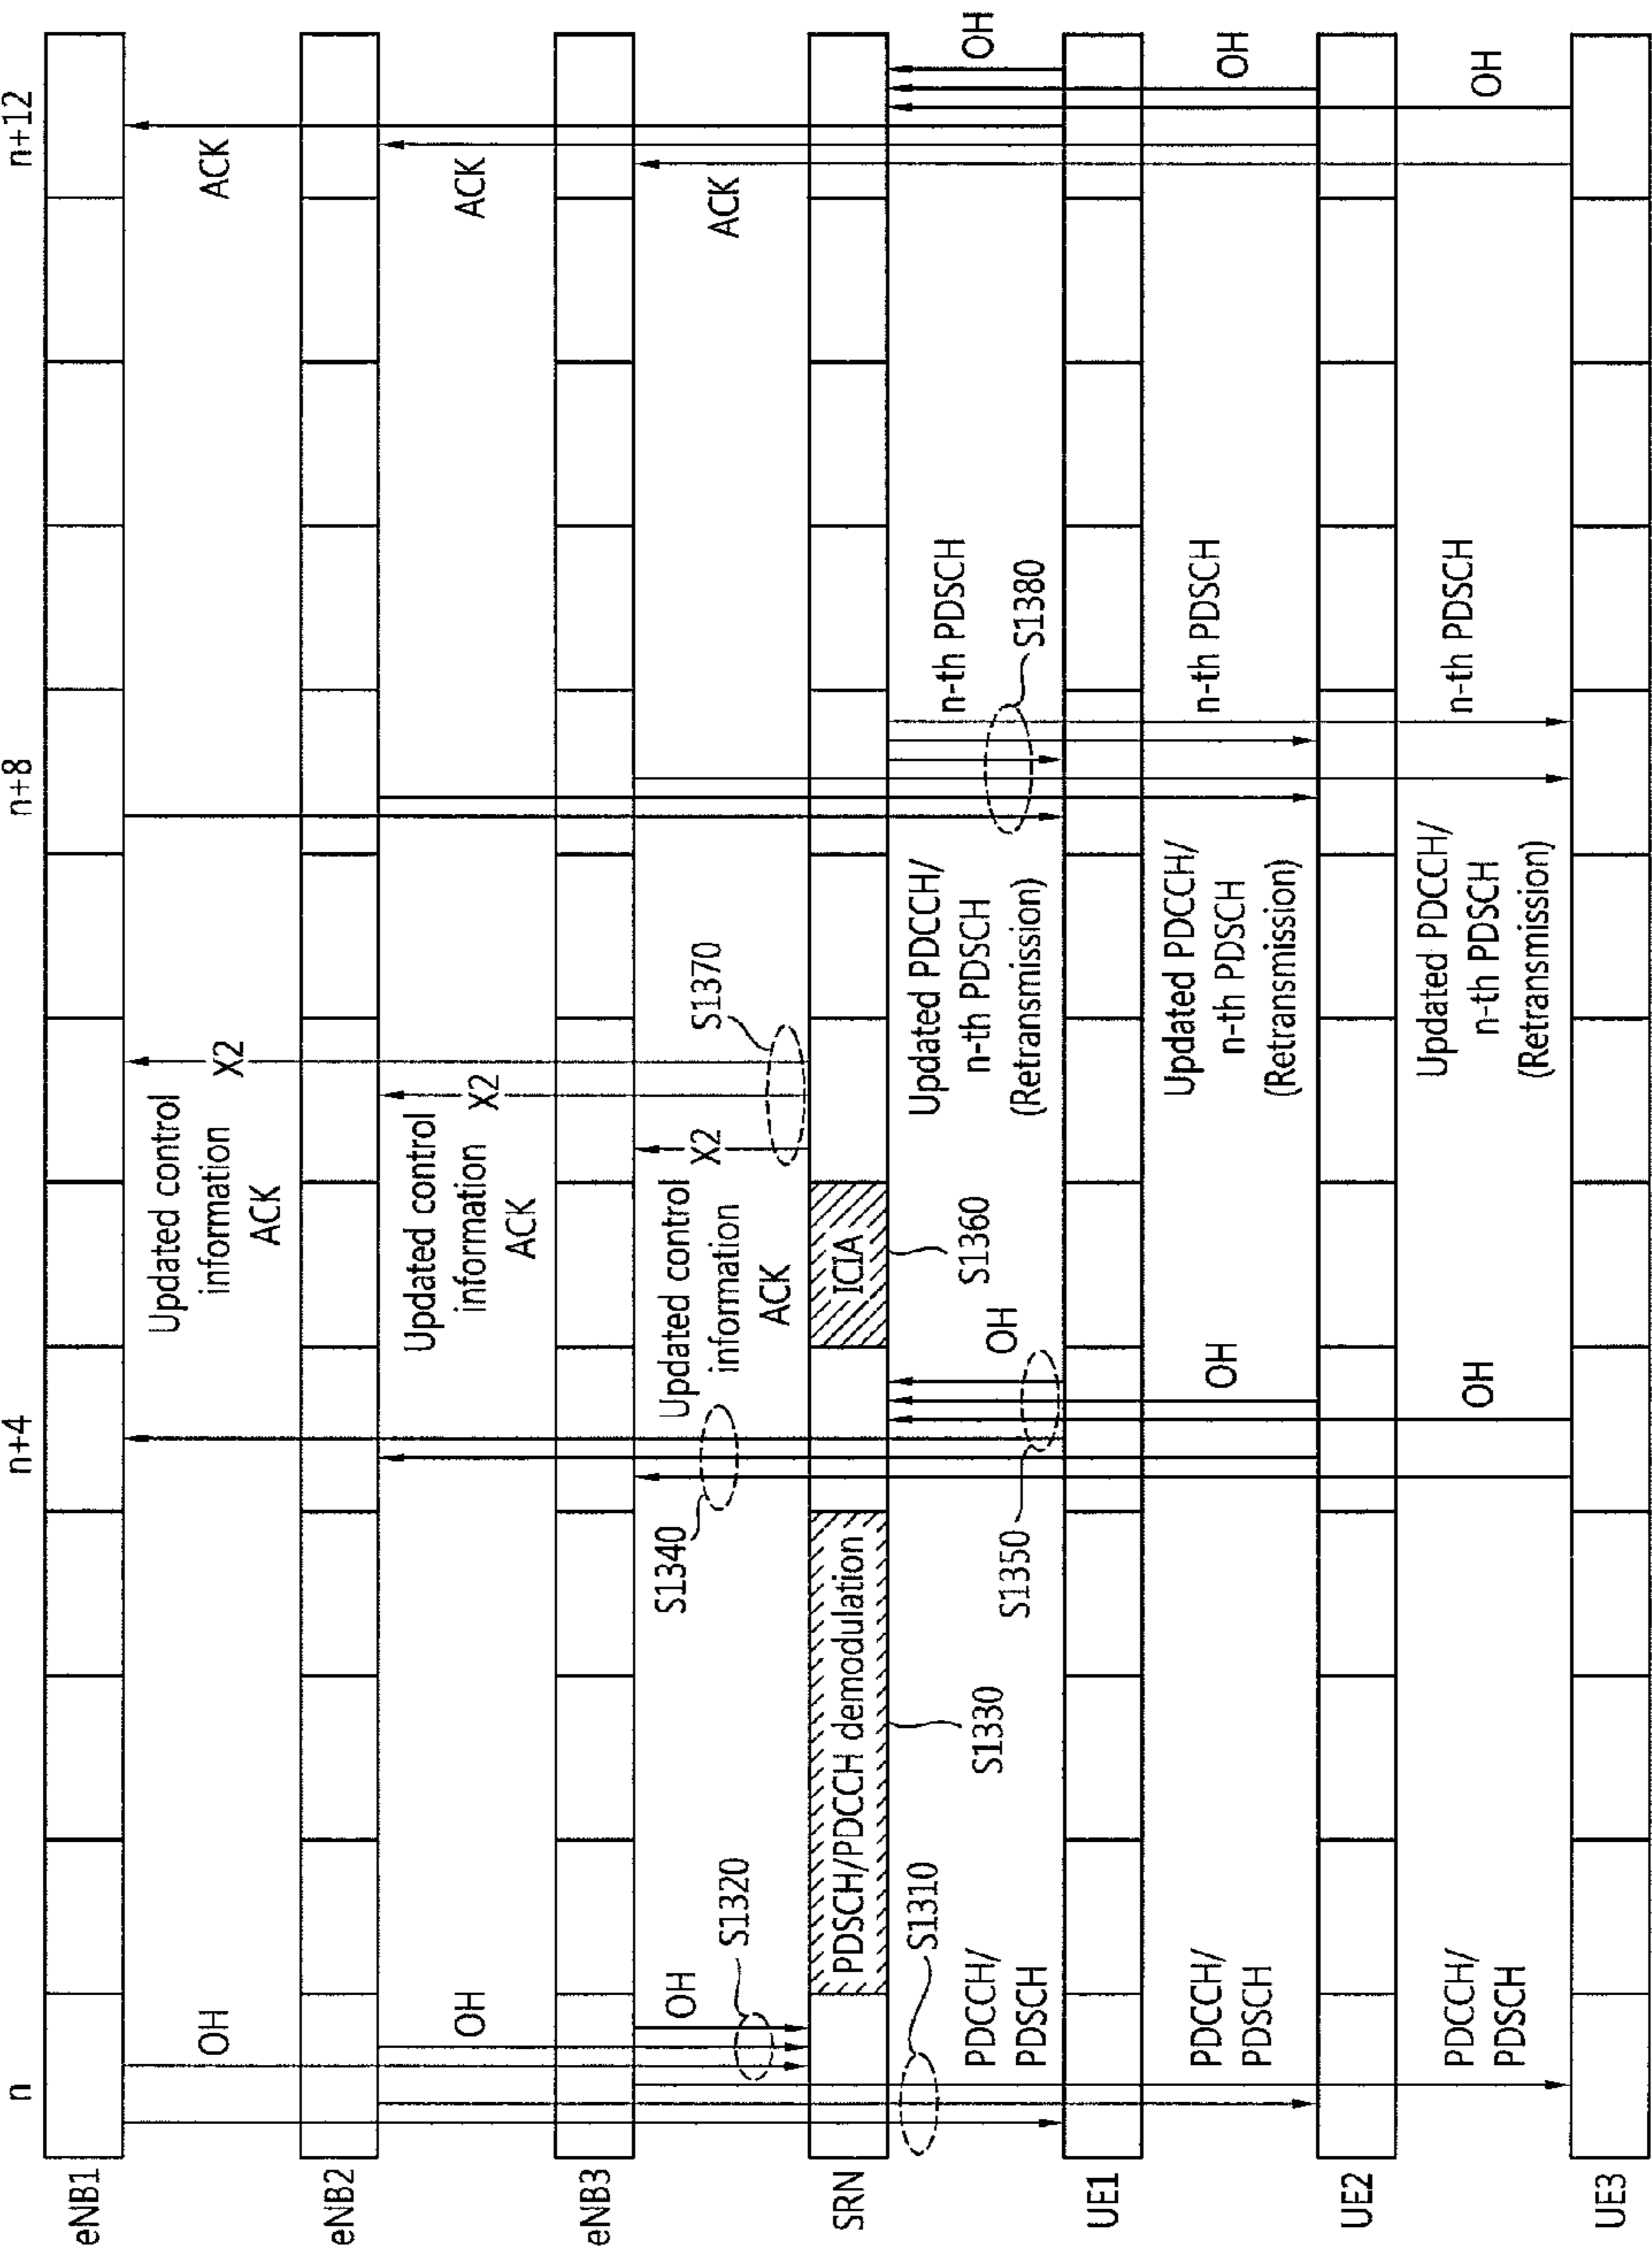 n
n+4
n+8
n+12
eNB1
OH
Updated control
information
ACK
X2
ACK
eNB2
OH
Updated control
information
ACK
X2
ACK
eNB3
OH
S1320
S1340
Updated control
information
ACK
X2
S1370
ACK
SRN
PDSCH/PDCCH demodulation
ICIA
S1310
PDCCH/
PDSCH
S1330
S1350
OH
S1360
Updated PDCCH/
n-th PDSCH
(Retransmission)
n-th PDSCH
S1380
OH
UE1
PDCCH/
PDSCH
OH
Updated PDCCH/
n-th PDSCH
(Retransmission)
n-th PDSCH
OH
UE2
PDCCH/
PDSCH
OH
Updated PDCCH/
n-th PDSCH
(Retransmission)
n-th PDSCH
OH
UE3